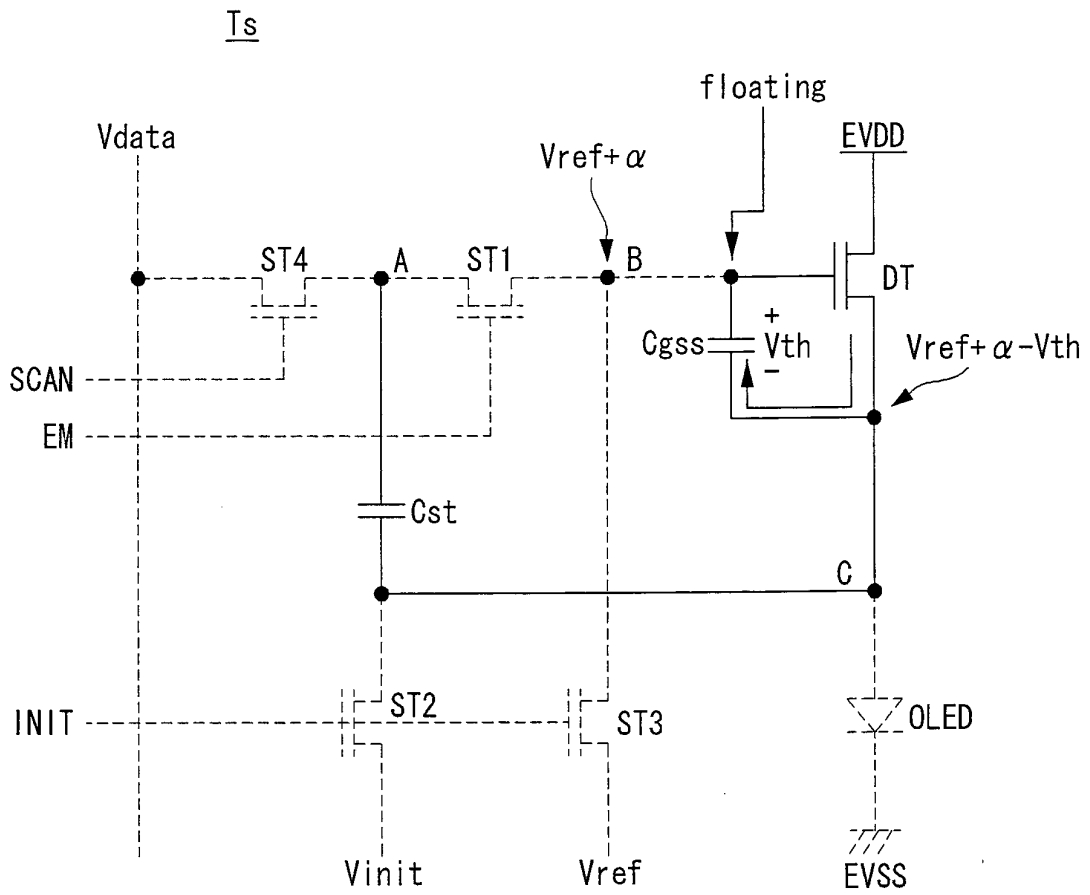 Ts
floating
Vdata
Vref+α
EVDD
ST4
A
ST1
B
DT
+
Cgss
Vth
-
Vref+α-Vth
SCAN
EM
Cst
C
INIT
ST2
ST3
OLED
Vinit
Vref
EVSS